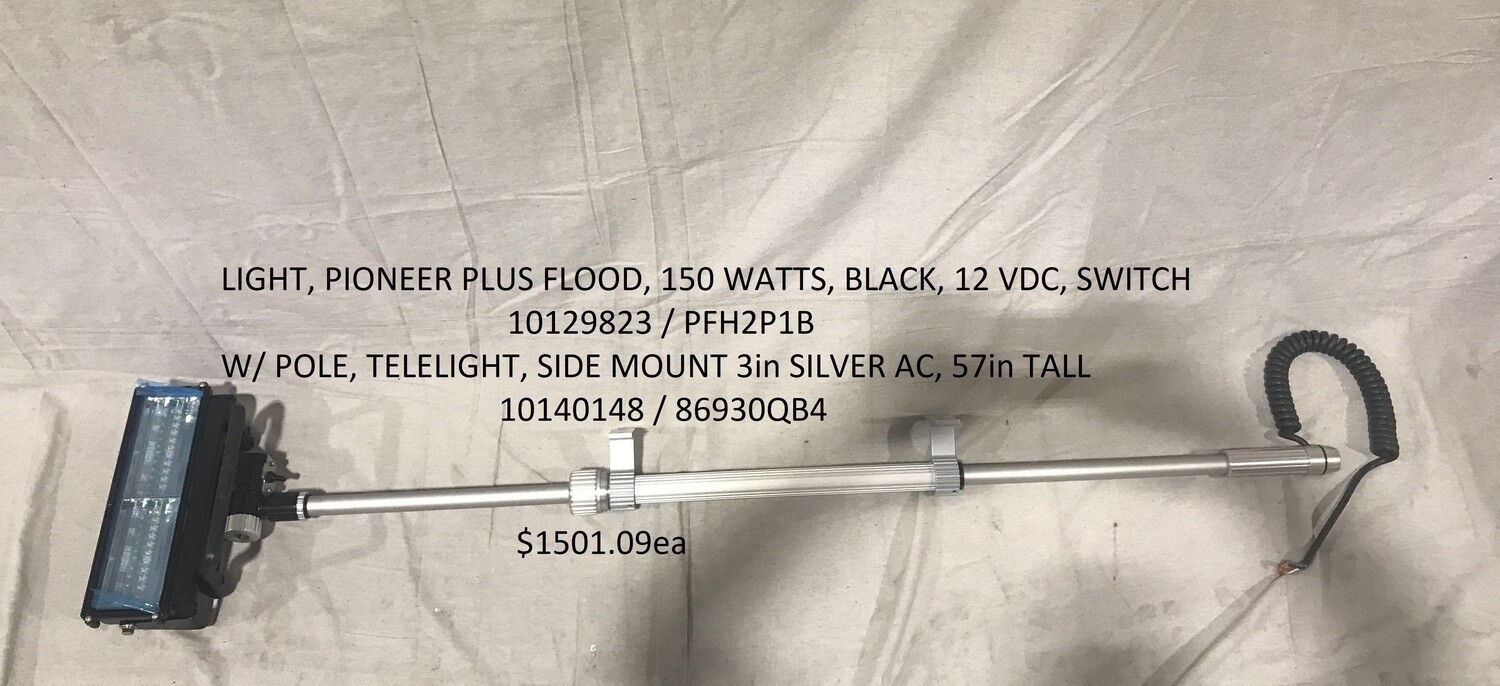 LIGHT, PIONEER PLUS FLOOD, 150 WATTS, BLACK, 12 VDC, SWITCH
10129823 / PFH2P1B
W/ POLE, TELELIGHT, SIDE MOUNT 3in SILVER AC, 57in TALL
10140148 / 86930QB4
$1501.09ea